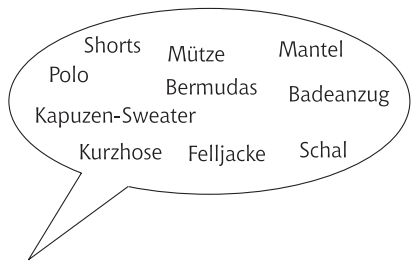 Shorts Mütze Mantel
Polo Bermudas Badeanzug
Kapuzen-Sweater
Kurzhose Felljacke Schal